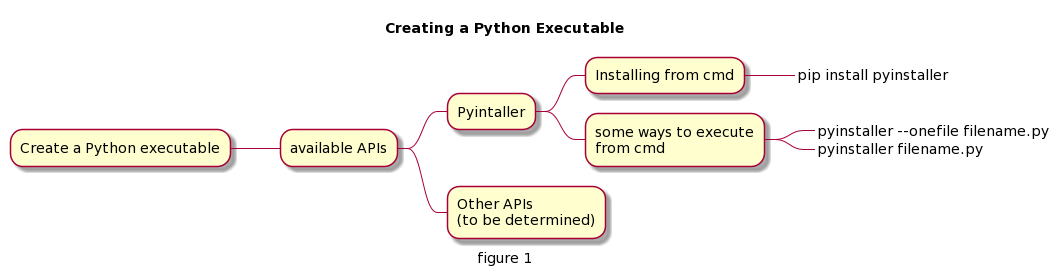 Creating a Python Executable
Create a Python executable
available APIs
Pyintaller
Installing from cmd
pip install pyinstaller
some ways to execute
from cmd
pyinstaller --onefile filename.py
pyinstaller filename.py
Other APIs
(to be determined)
figure 1